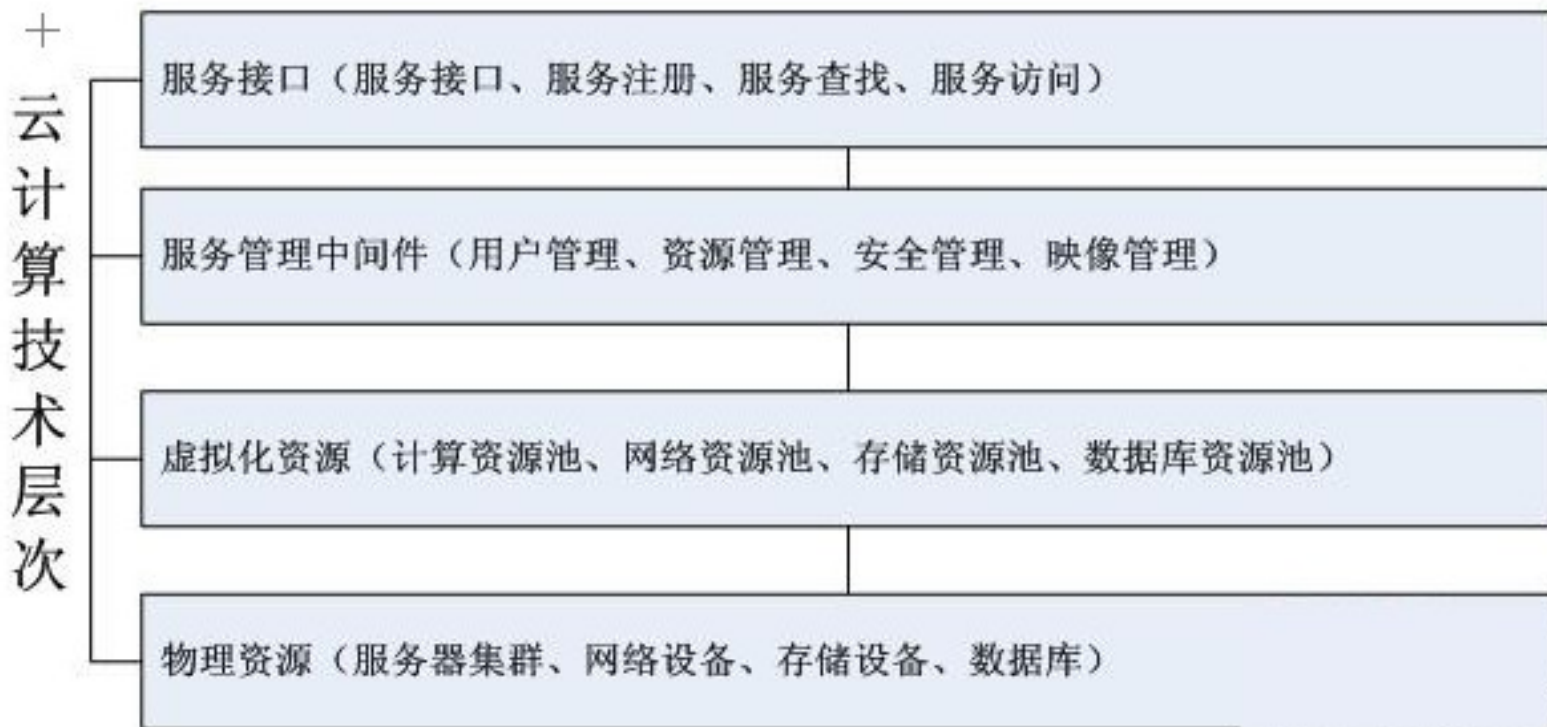 云计算技术层次
服务接口（服务接口、服务注册、服务查找、服务访问）
服务管理中间件（用户管理、资源管理、安全管理、映像管理）
虚拟化资源（计算资源池、网络资源池、存储资源池、数据库资源池）
物理资源（服务器集群、网络设备、存储设备、数据库）